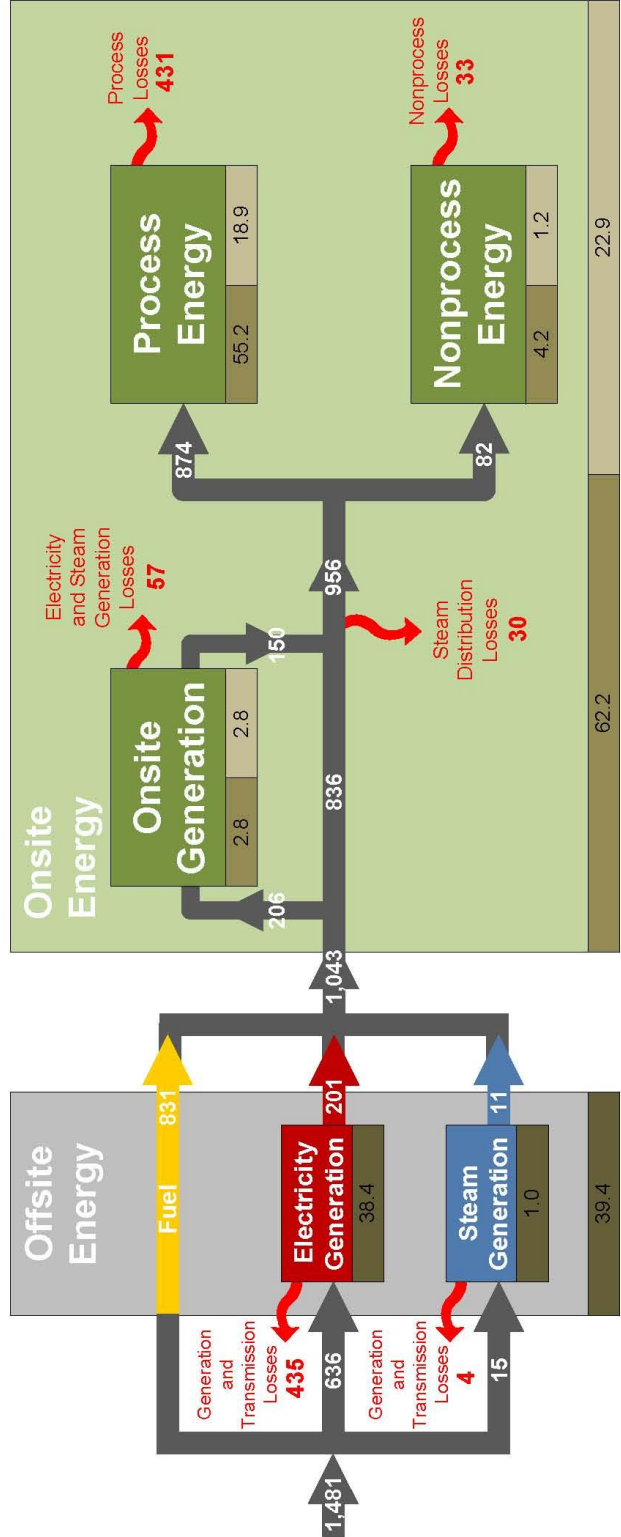 1,481
Offsite
Energy
Fuel
831
Generation
and
Transmission
Losses
435
636
Electricity
Generation
38.4
201
Generation
and
Transmission
Losses
4
15
Steam
Generation
1.0
11
39.4
1,043
Onsite
Energy
206
Onsite
Generation
2.8
2.8
Electricity
and Steam
Generation
Losses
57
150
836
956
Steam
Distribution
Losses
30
874
Process
Energy
55.2
18.9
Process
Losses
431
82
Nonprocess
Energy
4.2
1.2
Nonprocess
Losses
33
62.2
22.9